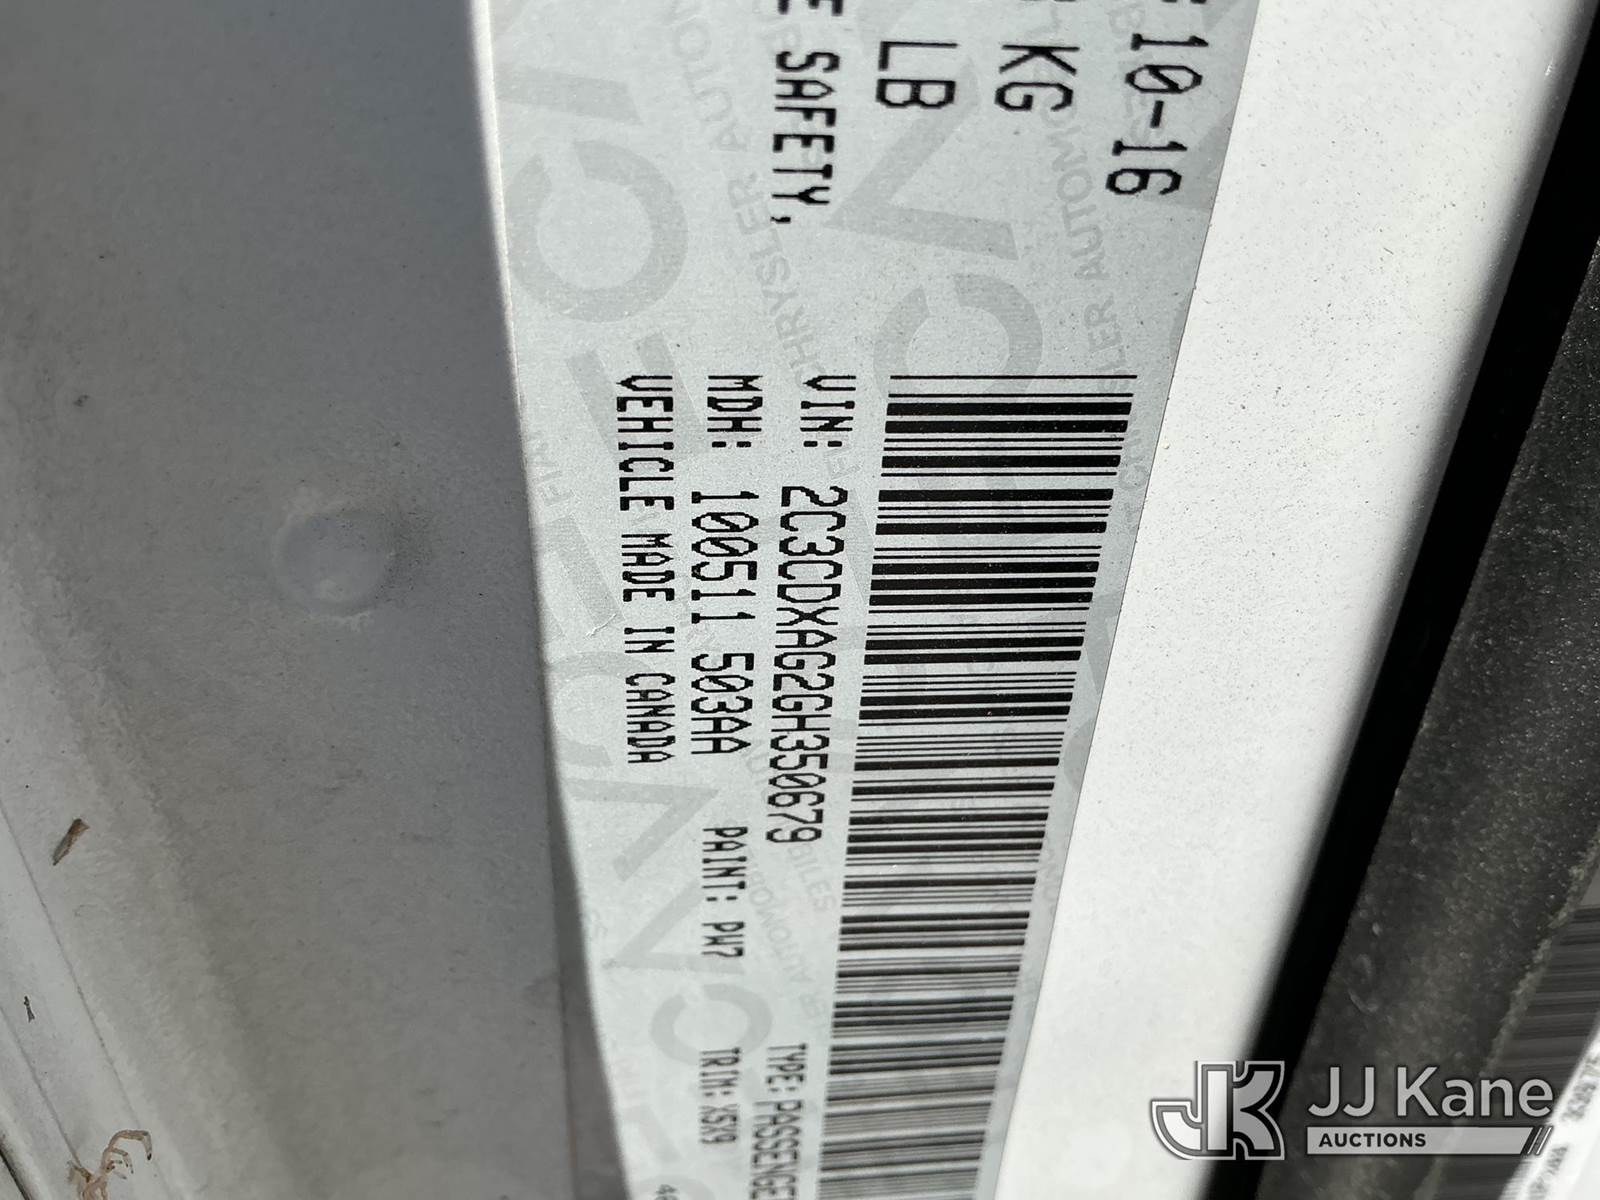 E 10-16
KG
LB
E SAFETY,
VIN: 2C3CDXAG2GH350679
TYPE: PASSENGE
MDH: 100511 503AA
PAINT: PW7
TRIM: X5V9
VEHICLE MADE IN CANADA
JJ Kane
AUCTIONS